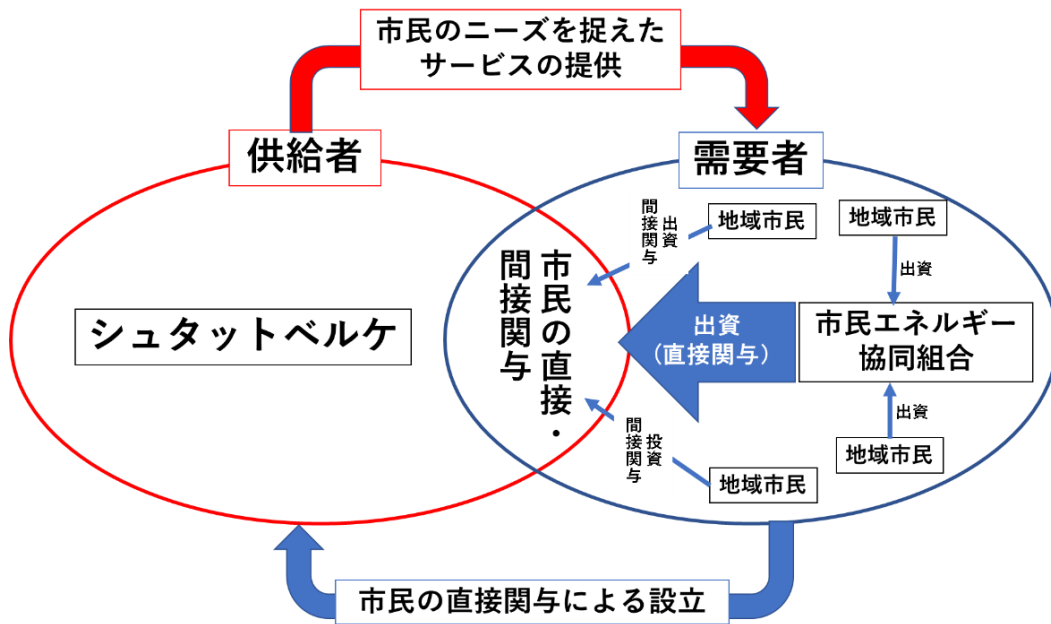 市民のニーズを捉えた
サービスの提供
供給者
需要者
地域市民
地域市民
出資
間接関与
出資
市民の直接・
間接関与
シュタットベルケ
出資
(直接関与)
市民エネルギー
協同組合
投資
間接関与
出資
地域市民
地域市民
市民の直接関与による設立